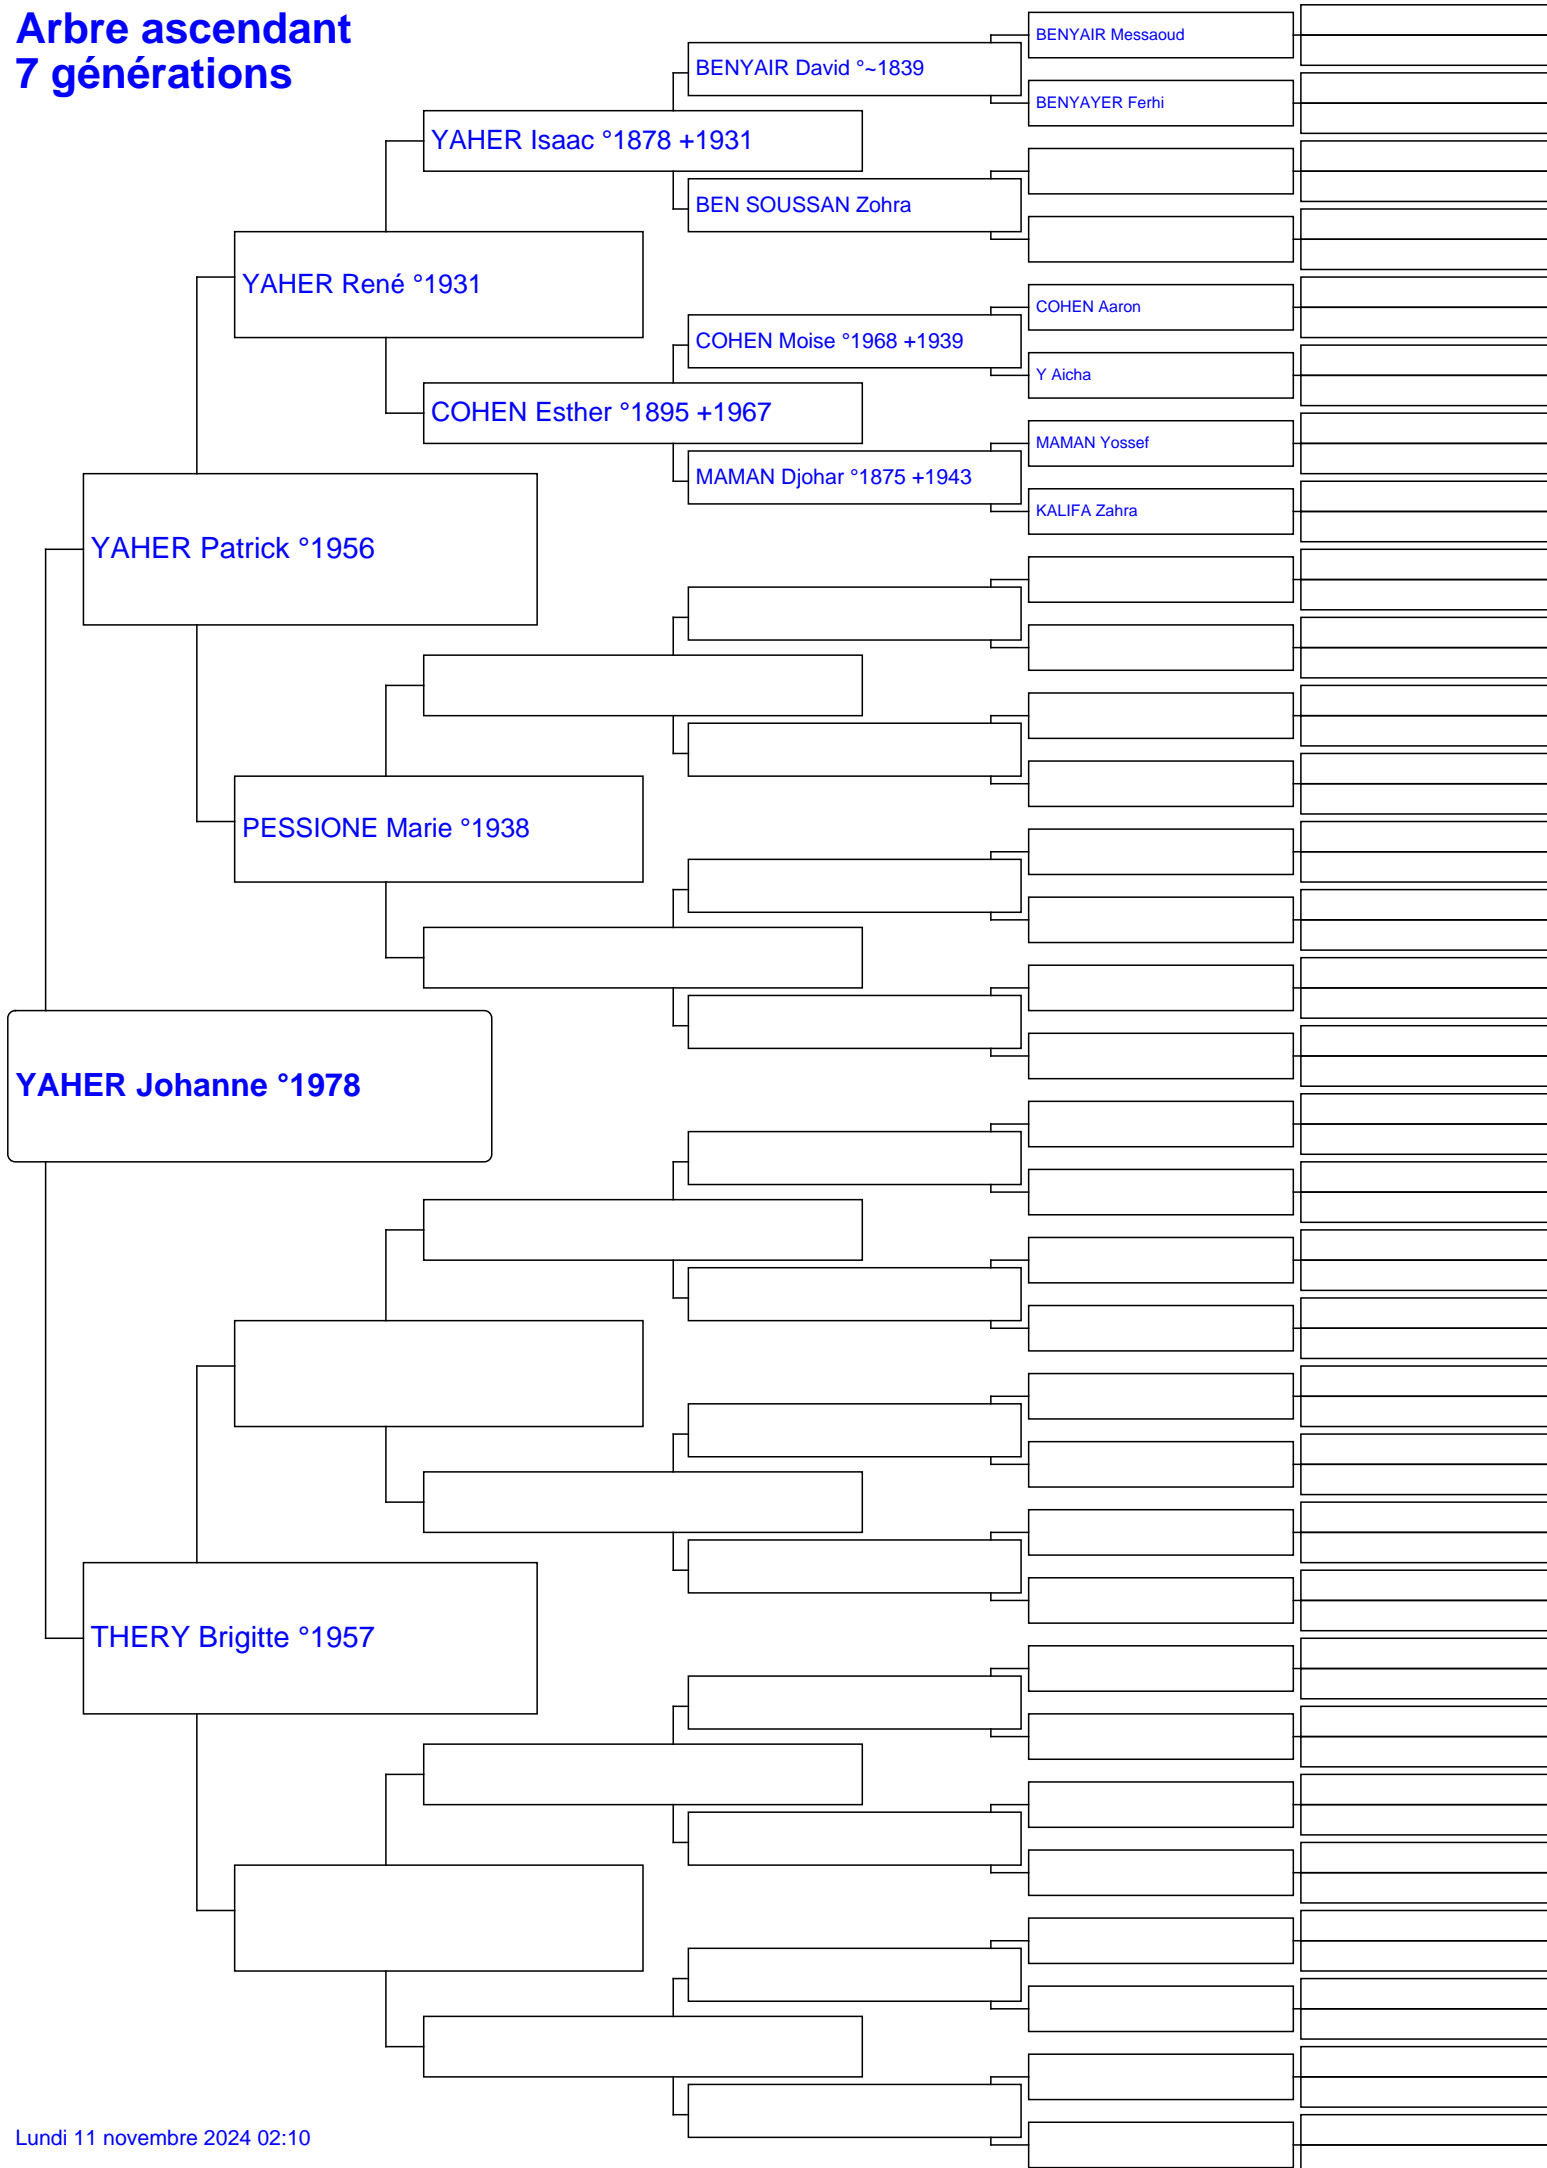 Arbre ascendant
7 générations
BENYAIR Messaoud
BENYAIR David °~1839
BENYAYER Ferhi
YAHER Isaac °1878 +1931
BEN SOUSSAN Zohra
YAHER René °1931
COHEN Aaron
COHEN Moise °1968 +1939
Y Aicha
COHEN Esther °1895 +1967
MAMAN Yossef
MAMAN Djohar °1875 +1943
KALIFA Zahra
YAHER Patrick °1956
PESSIONE Marie °1938
YAHER Johanne °1978
THERY Brigitte °1957
Lundi 11 novembre 2024 02:10